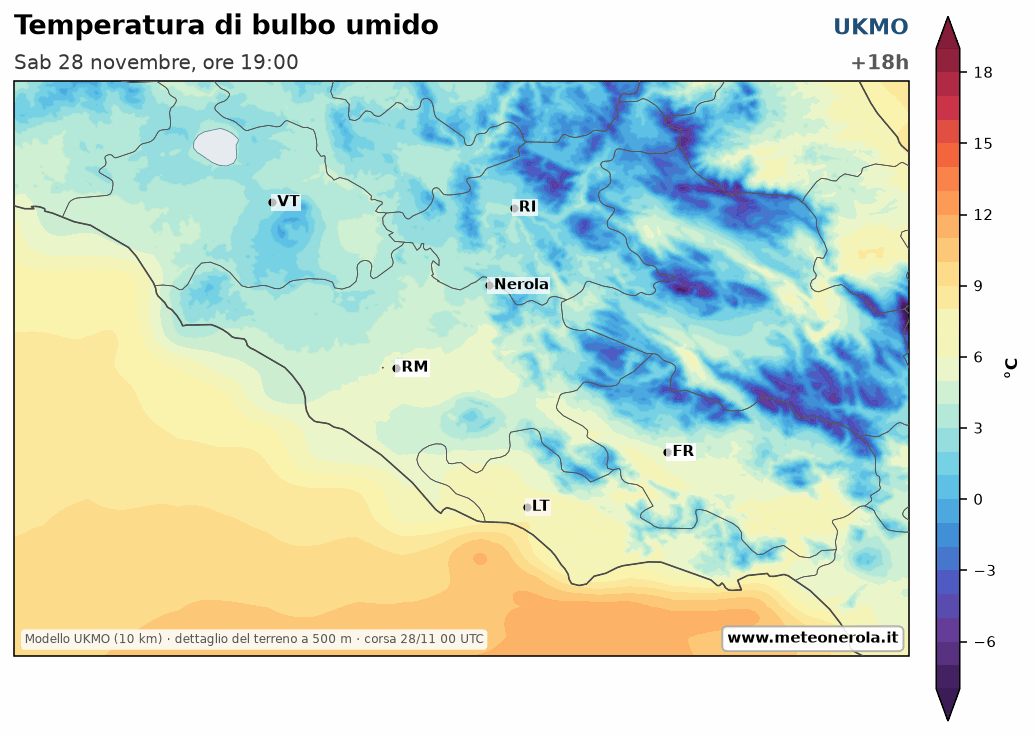 Temperatura di bulbo umido
UKMO
Sab 28 novembre, ore 19:00
+18h
VT
RI
Nerola
RM
FR
LT
Modello UKMO (10 km) · dettaglio del terreno a 500 m · corsa 28/11 00 UTC
www.meteonerola.it
18
15
12
9
6
3
0
−3
−6
°C